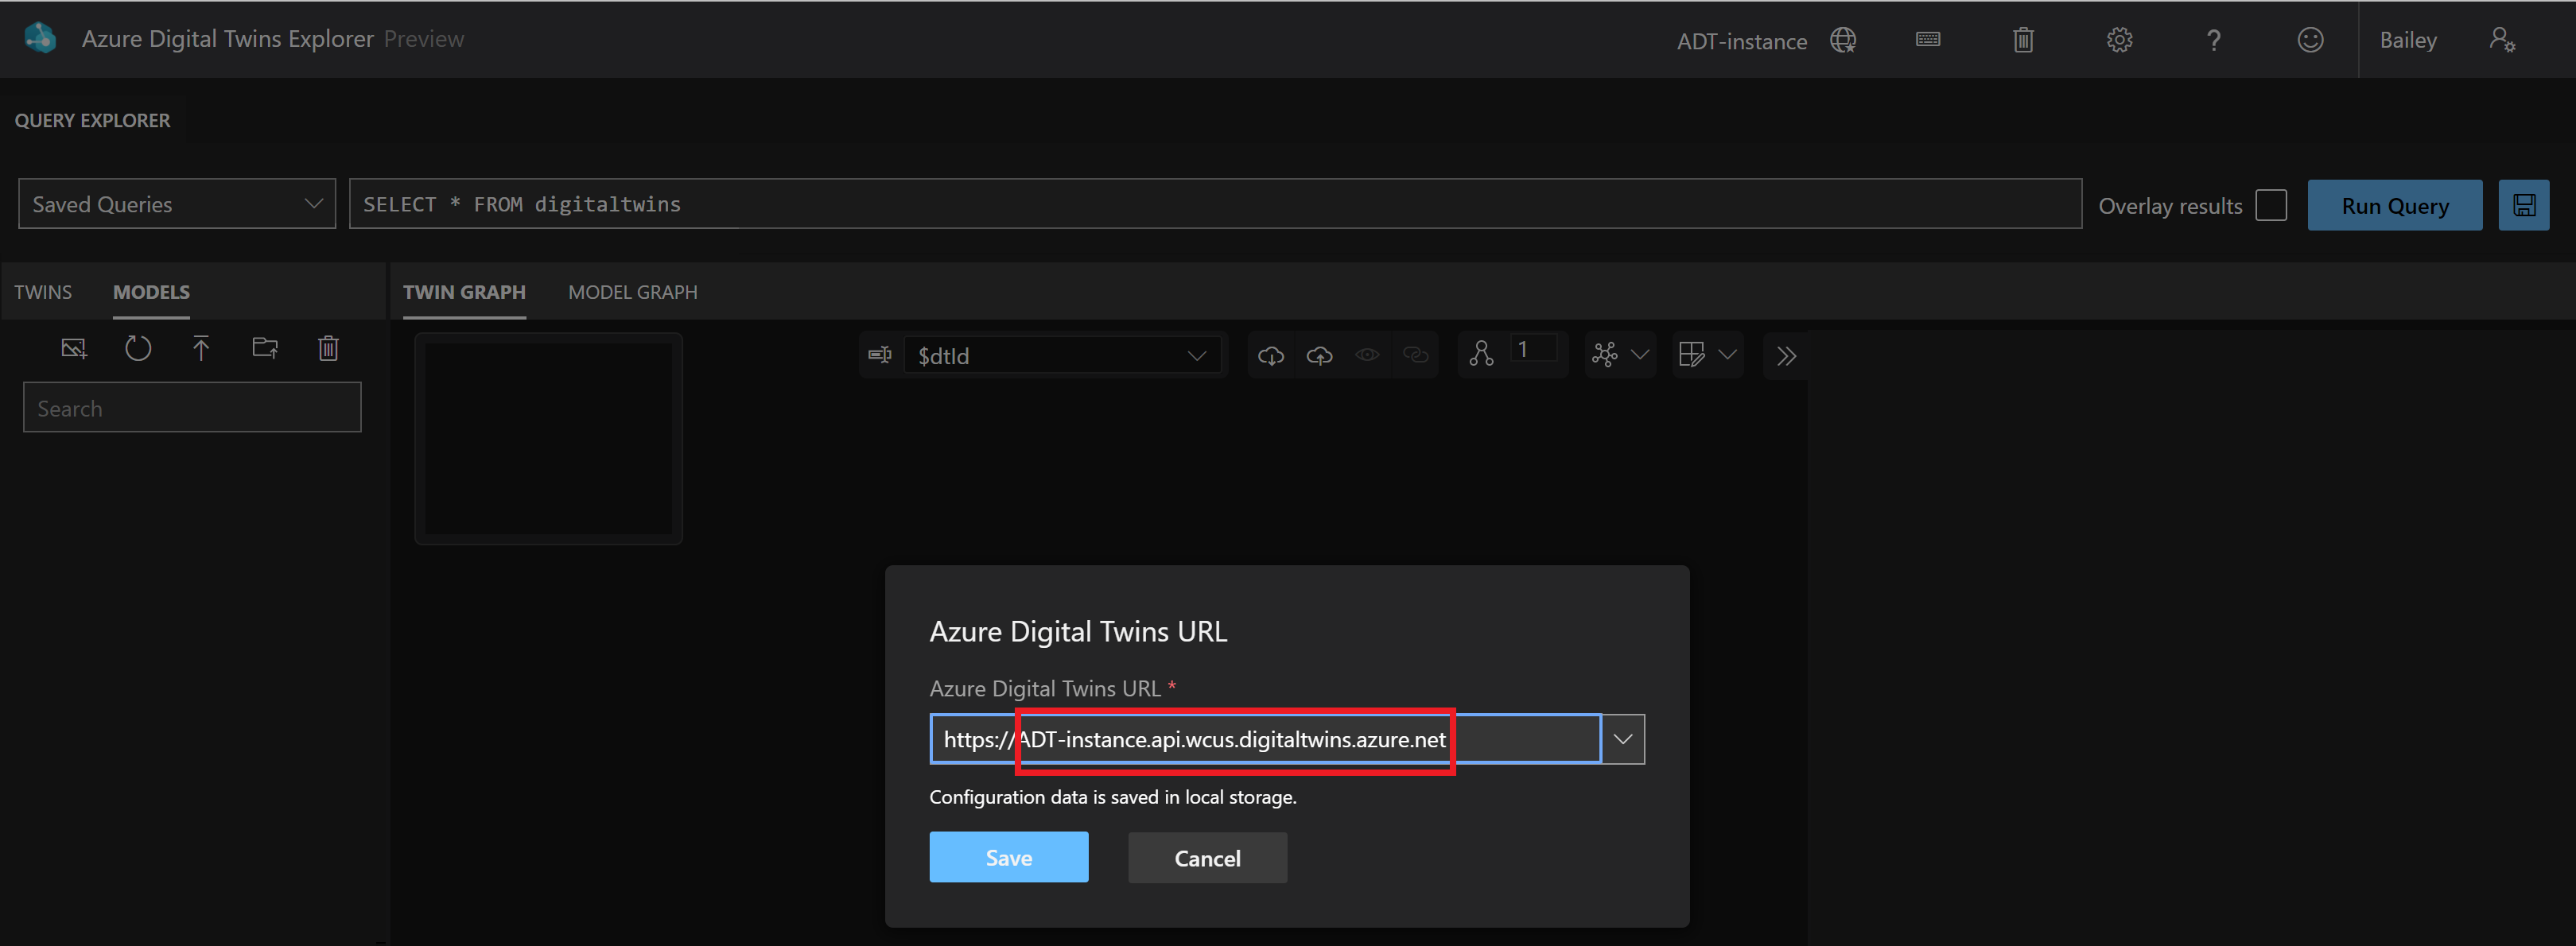 Azure Digital Twins Explorer Preview
ADT-instance
?
Bailey
QUERY EXPLORER
Saved Queries
SELECT * FROM digitaltwins
Overlay results
Run Query
TWINS
MODELS
TWIN GRAPH
MODEL GRAPH
$dtId
1
Search
Azure Digital Twins URL
Azure Digital Twins URL *
https://ADT-instance.api.wcus.digitaltwins.azure.net
Configuration data is saved in local storage.
Save
Cancel